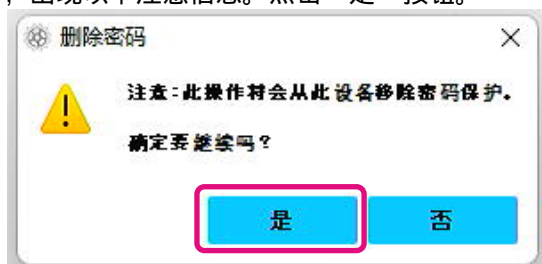 ，出现以下注意信息。点击“是”按钮。
删除密码
注意：此操作将会从此设备移除密码保护。
确定要继续吗？
是
否